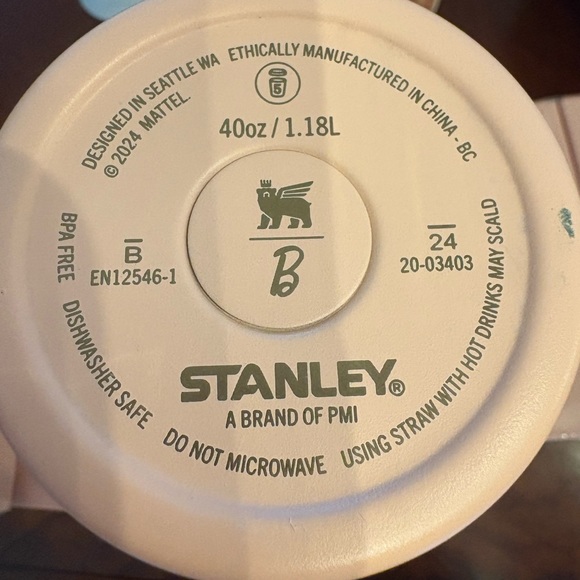 DESIGNED IN SEATTLE WA ETHICALLY MANUFACTURED IN CHINA - BC
© 2024 MATTEL.
5
40oz / 1.18L
B
B
EN12546-1
24
20-03403
STANLEY®
A BRAND OF PMI
BPA FREE DISHWASHER SAFE DO NOT MICROWAVE USING STRAW WITH HOT DRINKS MAY SCALD